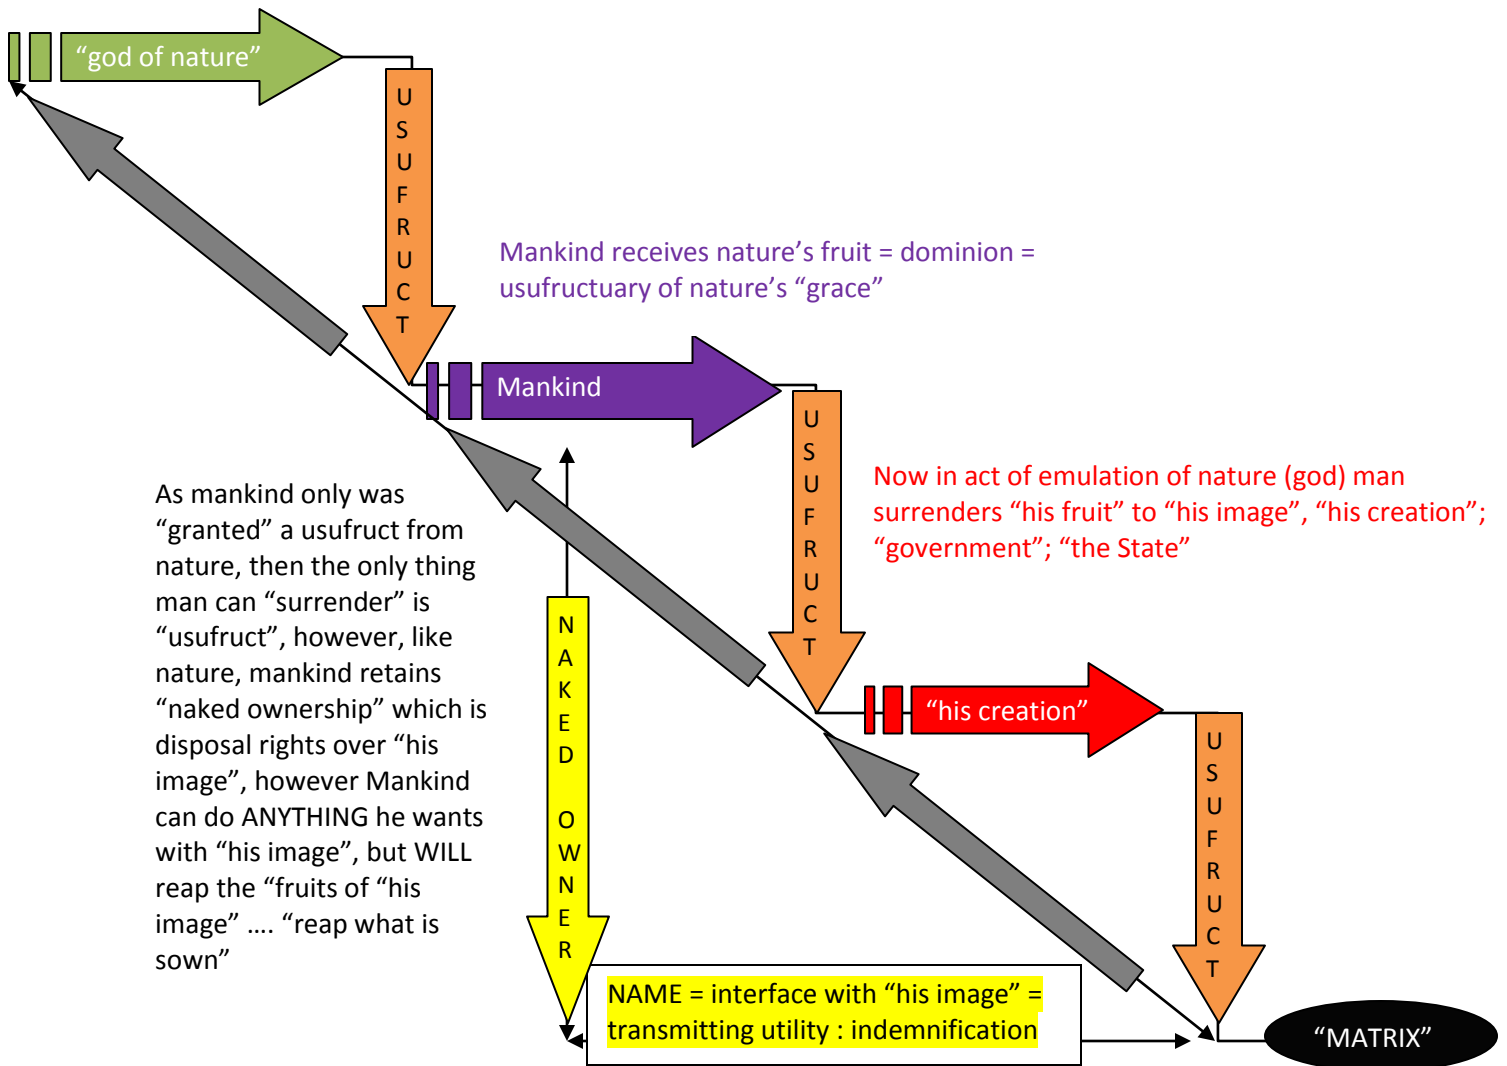 “god of nature”
USUFRUCT
Mankind receives nature’s fruit = dominion =
usufructuary of nature’s “grace”
Mankind
USUFRUCT
Now in act of emulation of nature (god) man
surrenders “his fruit” to “his image”, “his creation”;
“government”; “the State”
As mankind only was
“granted” a usufruct from
nature, then the only thing
man can “surrender” is
“usufruct”, however, like
nature, mankind retains
“naked ownership” which is
disposal rights over “his
image”, however Mankind
can do ANYTHING he wants
with “his image”, but WILL
reap the “fruits of “his
image” .... “reap what is
sown”
NAKED OWNER
“his creation”
USUFRUCT
NAME = interface with “his image” =
transmitting utility : indemnification
“MATRIX”